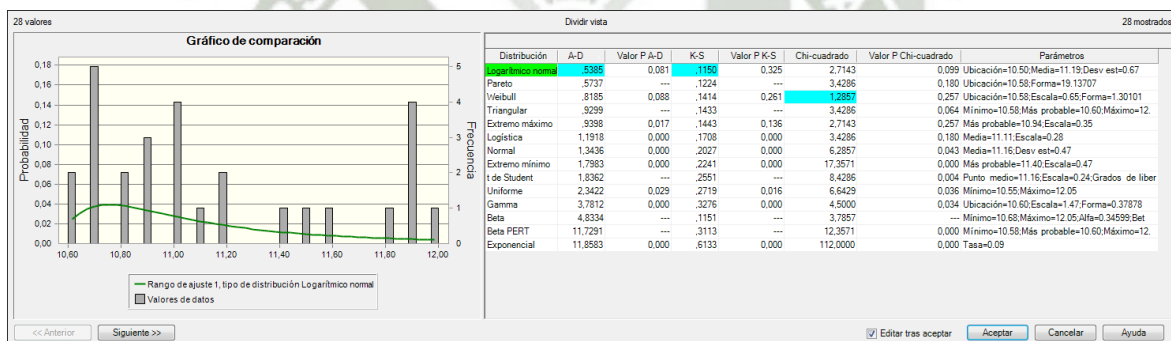 28 valores
Dividir vista
28 mostrados
Gráfico de comparación
Probabilidad
0,18
0,16
0,14
0,12
0,10
0,08
0,06
0,04
0,02
0,00
Frecuencia
5
4
3
2
1
0
10,60 10,80 11,00 11,20 11,40 11,60 11,80 12,00
Rango de ajuste 1, tipo de distribución Logarítmico normal
Valores de datos
Distribución A-D Valor P A-D K-S Valor P K-S Chi-cuadrado Valor P Chi-cuadrado Parámetros
Logarítmico normal ,5385 0,081 ,1150 0,325 2,7143 0,099 Ubicación=10.50;Media=11.19;Desv est=0.67
Pareto ,5737 --- ,1224 --- 3,4286 0,180 Ubicación=10.58;Forma=19.13707
Weibull ,8185 0,088 ,1414 0,261 1,2857 0,257 Ubicación=10.58;Escala=0.65;Forma=1.30101
Triangular ,9299 --- ,1433 --- 3,4286 0,064 Mínimo=10.58;Más probable=10.60;Máximo=12.
Extremo máximo ,9398 0,017 ,1443 0,136 2,7143 0,257 Más probable=10.94;Escala=0.35
Logística 1,1918 0,000 ,1708 0,000 3,4286 0,180 Media=11.11;Escala=0.28
Normal 1,3436 0,000 ,2027 0,000 6,2857 0,043 Media=11.16;Desv est=0.47
Extremo mínimo 1,7983 0,000 ,2241 0,000 17,3571 0,000 Más probable=11.40;Escala=0.47
t de Student 1,8362 --- ,2551 --- 8,4286 0,004 Punto medio=11.16;Escala=0.24;Grados de liber
Uniforme 2,3422 0,029 ,2719 0,016 6,6429 0,036 Mínimo=10.55;Máximo=12.05
Gamma 3,7812 0,000 ,3276 0,000 4,5000 0,034 Ubicación=10.60;Escala=1.47;Forma=0.37878
Beta 4,8334 --- ,1151 --- 3,7857 --- Mínimo=10.68;Máximo=12.05;Alfa=0.34599;Bet
Beta PERT 11,7291 --- ,3113 --- 12,3571 0,000 Mínimo=10.58;Más probable=10.60;Máximo=12.
Exponencial 11,8583 0,000 ,6133 0,000 112,0000 0,000 Tasa=0.09
<< Anterior
Siguiente >>
Editar tras aceptar
Aceptar
Cancelar
Ayuda